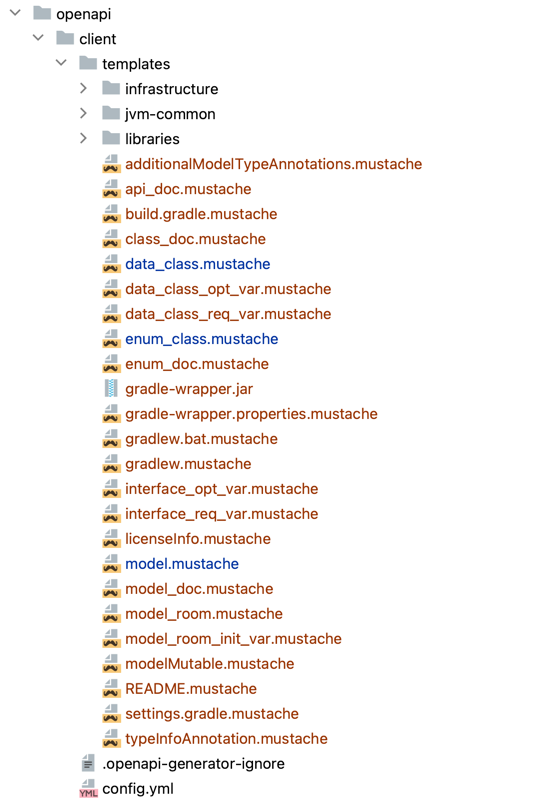 openapi
client
templates
infrastructure
jvm-common
libraries
additionalModelTypeAnnotations.mustache
api_doc.mustache
build.gradle.mustache
class_doc.mustache
data_class.mustache
data_class_opt_var.mustache
data_class_req_var.mustache
enum_class.mustache
enum_doc.mustache
gradle-wrapper.jar
gradle-wrapper.properties.mustache
gradlew.bat.mustache
gradlew.mustache
interface_opt_var.mustache
interface_req_var.mustache
licenseInfo.mustache
model.mustache
model_doc.mustache
model_room.mustache
model_room_init_var.mustache
modelMutable.mustache
README.mustache
settings.gradle.mustache
typeInfoAnnotation.mustache
.openapi-generator-ignore
YML config.yml